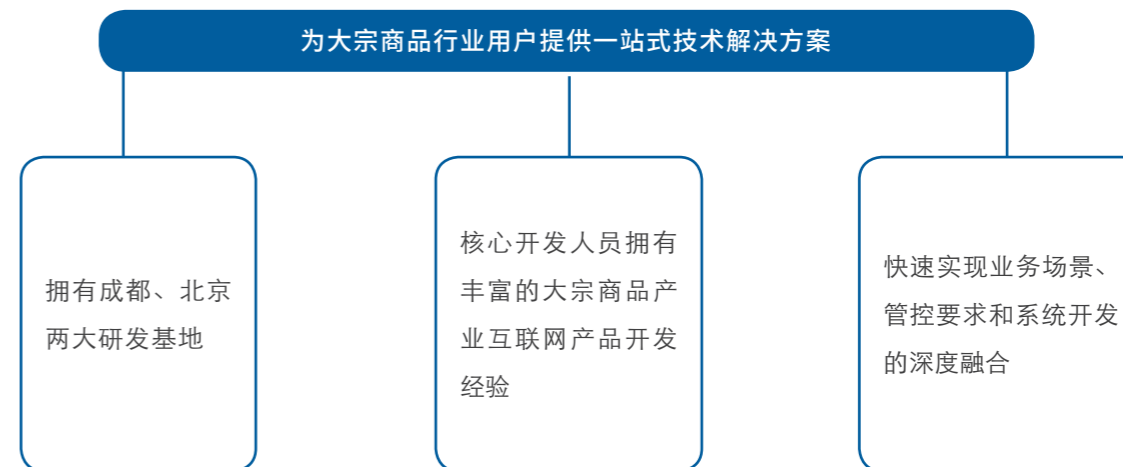 为大宗商品行业用户提供一站式技术解决方案
拥有成都、北京
两大研发基地
核心开发人员拥有
丰富的大宗商品产
业互联网产品开发
经验
快速实现业务场景、
管控要求和系统开发
的深度融合